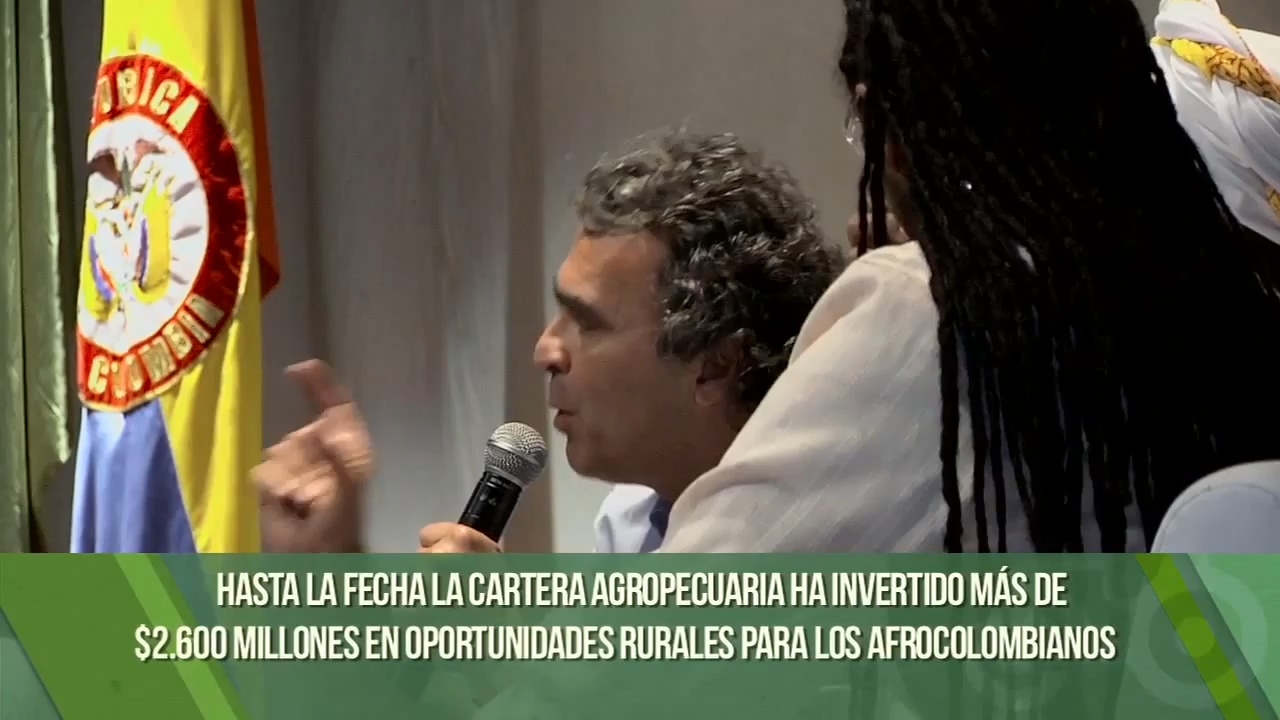 HASTA LA FECHA LA CARTERA AGROPECUARIA HA INVERTIDO MÁS DE
$2.600 MILLONES EN OPORTUNIDADES RURALES PARA LOS AFROCOLOMBIANOS